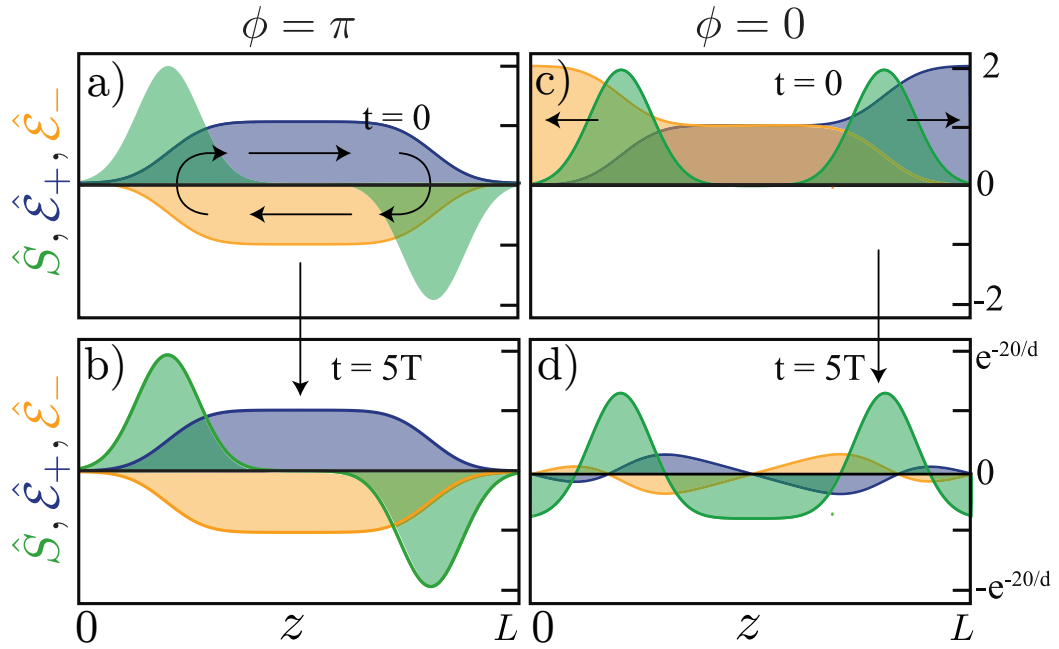 ϕ = π
ϕ = 0
a)
t = 0
c)
t = 0
2
0
-2
Ŝ, ℰ̂₊, ℰ̂₋
b)
t = 5T
d)
t = 5T
e^{-20/d}
0
-e^{-20/d}
Ŝ, ℰ̂₊, ℰ̂₋
0
z
L
0
z
L